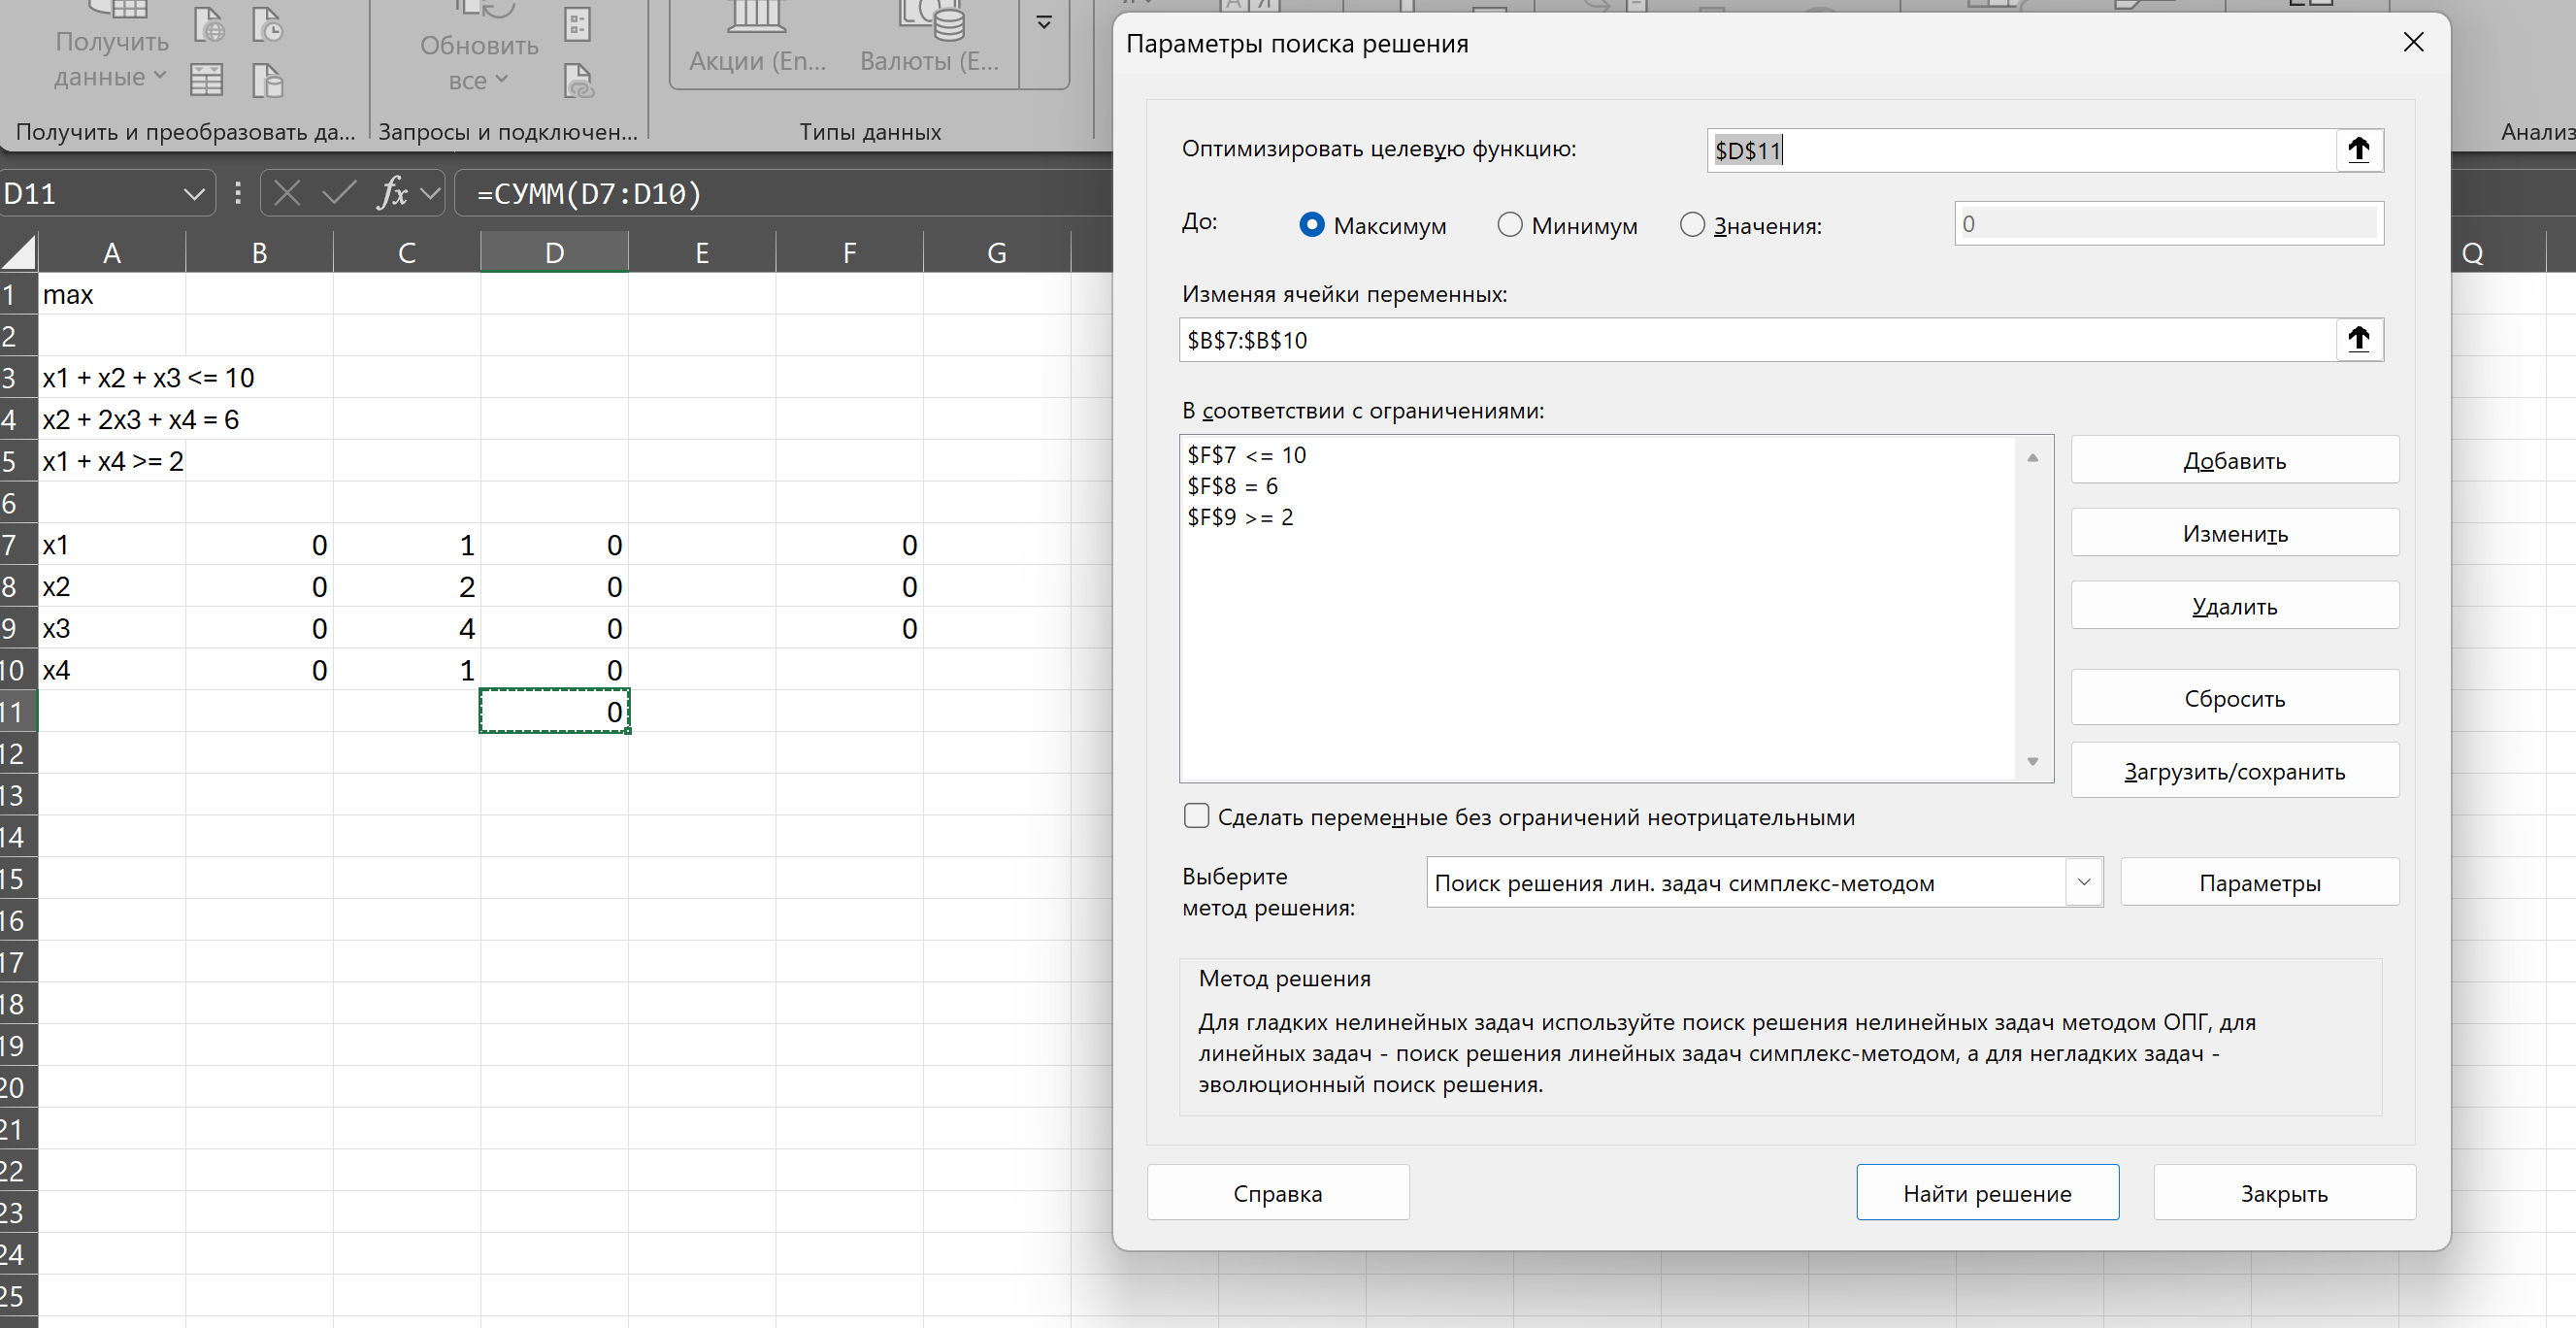 Получить
данные
Обновить
все
Акции (En...
Валюты (E...
Получить и преобразовать да...
Запросы и подключен...
Типы данных
Анализ
D11
fx
=СУММ(D7:D10)
A B C D E F G Q
1 max
2
3 x1 + x2 + x3 <= 10
4 x2 + 2x3 + x4 = 6
5 x1 + x4 >= 2
6
7 x1 0 1 0 0
8 x2 0 2 0 0
9 x3 0 4 0 0
10 x4 0 1 0
11 0
12
13
14
15
16
17
18
19
20
21
22
23
24
25
Параметры поиска решения
Оптимизировать целевую функцию:
$D$11
До:
Максимум
Минимум
Значения:
0
Изменяя ячейки переменных:
$B$7:$B$10
В соответствии с ограничениями:
$F$7 <= 10
$F$8 = 6
$F$9 >= 2
Добавить
Изменить
Удалить
Сбросить
Загрузить/сохранить
Сделать переменные без ограничений неотрицательными
Выберите
метод решения:
Поиск решения лин. задач симплекс-методом
Параметры
Метод решения
Для гладких нелинейных задач используйте поиск решения нелинейных задач методом ОПГ, для
линейных задач - поиск решения линейных задач симплекс-методом, а для негладких задач -
эволюционный поиск решения.
Справка
Найти решение
Закрыть